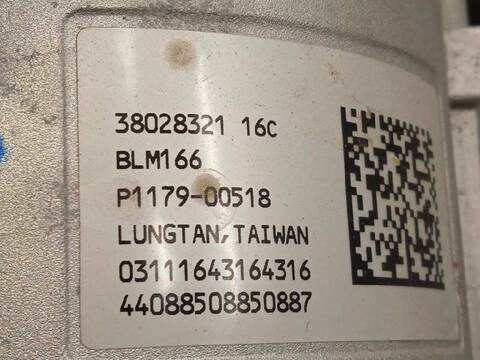 38028321 16C
BLM166
P1179-00518
LUNGTAN,TAIWAN
03111643164316
44088508850887